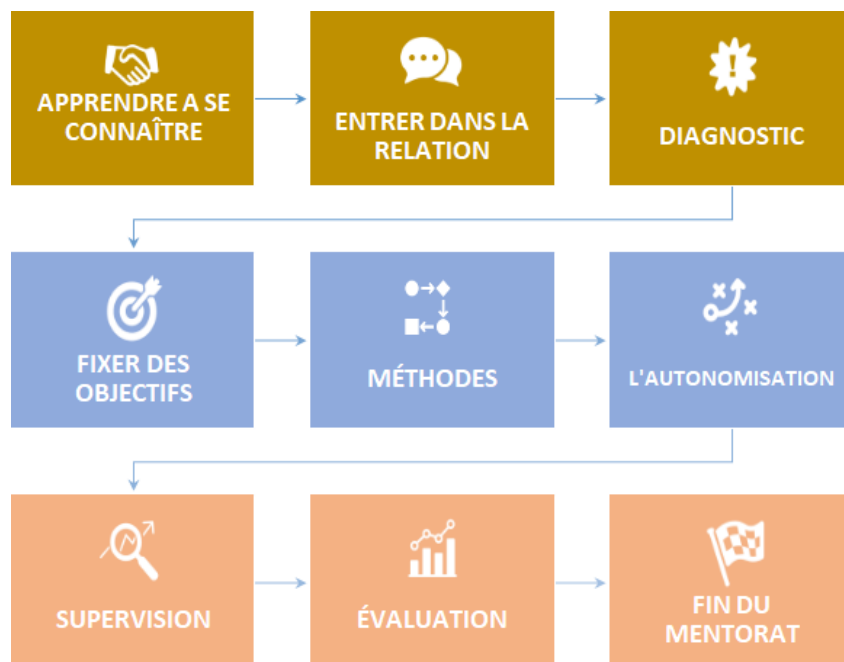 APPRENDRE A SE
CONNAÎTRE
ENTRER DANS LA
RELATION
DIAGNOSTIC
FIXER DES
OBJECTIFS
MÉTHODES
L'AUTONOMISATION
SUPERVISION
ÉVALUATION
FIN DU
MENTORAT